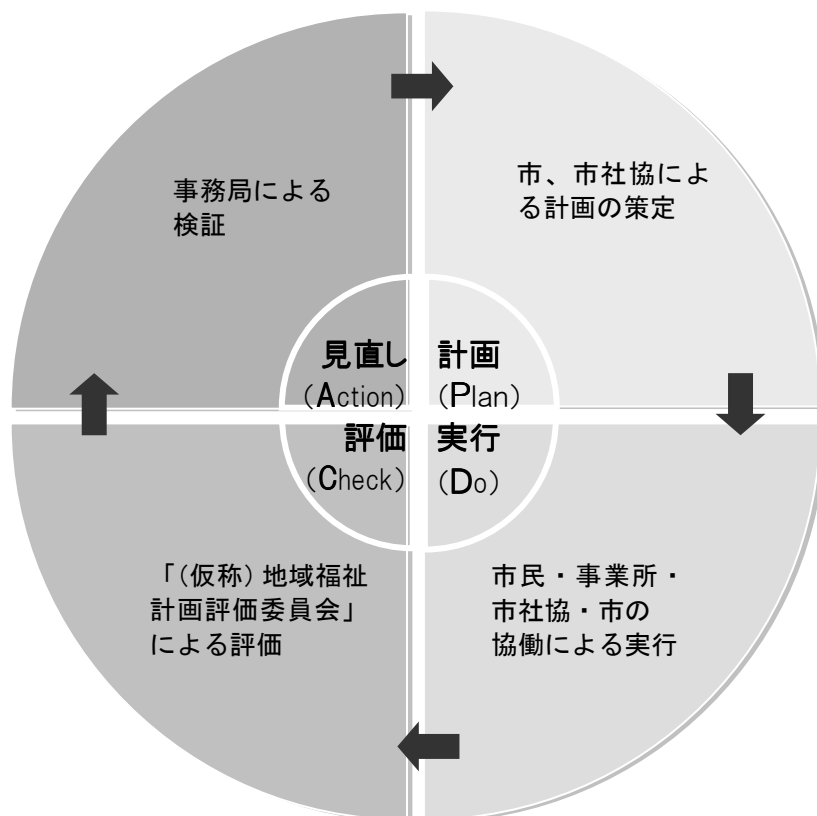 事務局による
検証
市、市社協によ
る計画の策定
見直し
(Action)
計画
(Plan)
評価
(Check)
実行
(Do)
「(仮称)地域福祉
計画評価委員会」
による評価
市民・事業所・
市社協・市の
協働による実行